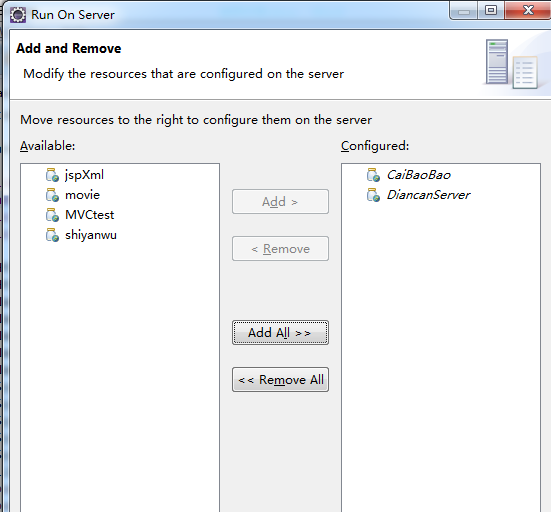 Run On Server
Add and Remove
Modify the resources that are configured on the server
Move resources to the right to configure them on the server
Available:
Configured:
jspXml
movie
MVCtest
shiyanwu
Add >
< Remove
Add All >>
<< Remove All
CaiBaoBao
DiancanServer